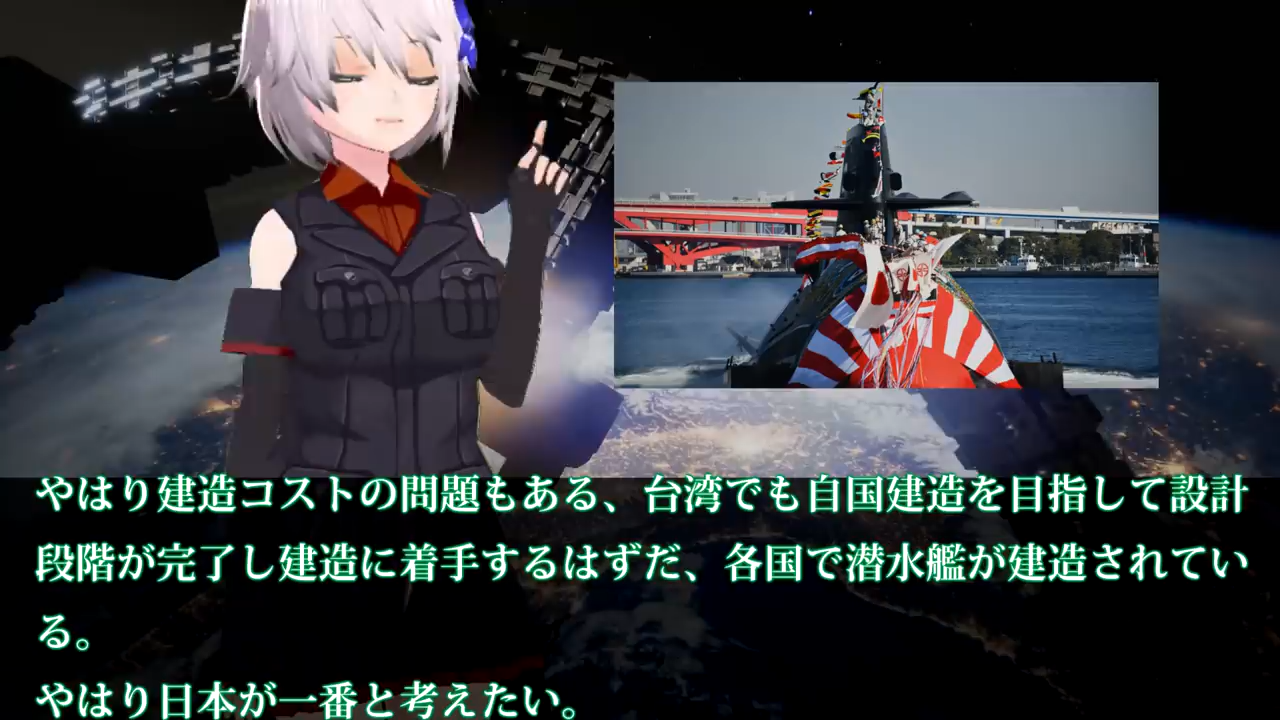 やはり建造コストの問題もある、台湾でも自国建造を目指して設計
段階が完了し建造に着手するはずだ、各国で潜水艦が建造されてい
る。
やはり日本が一番と考えたい。